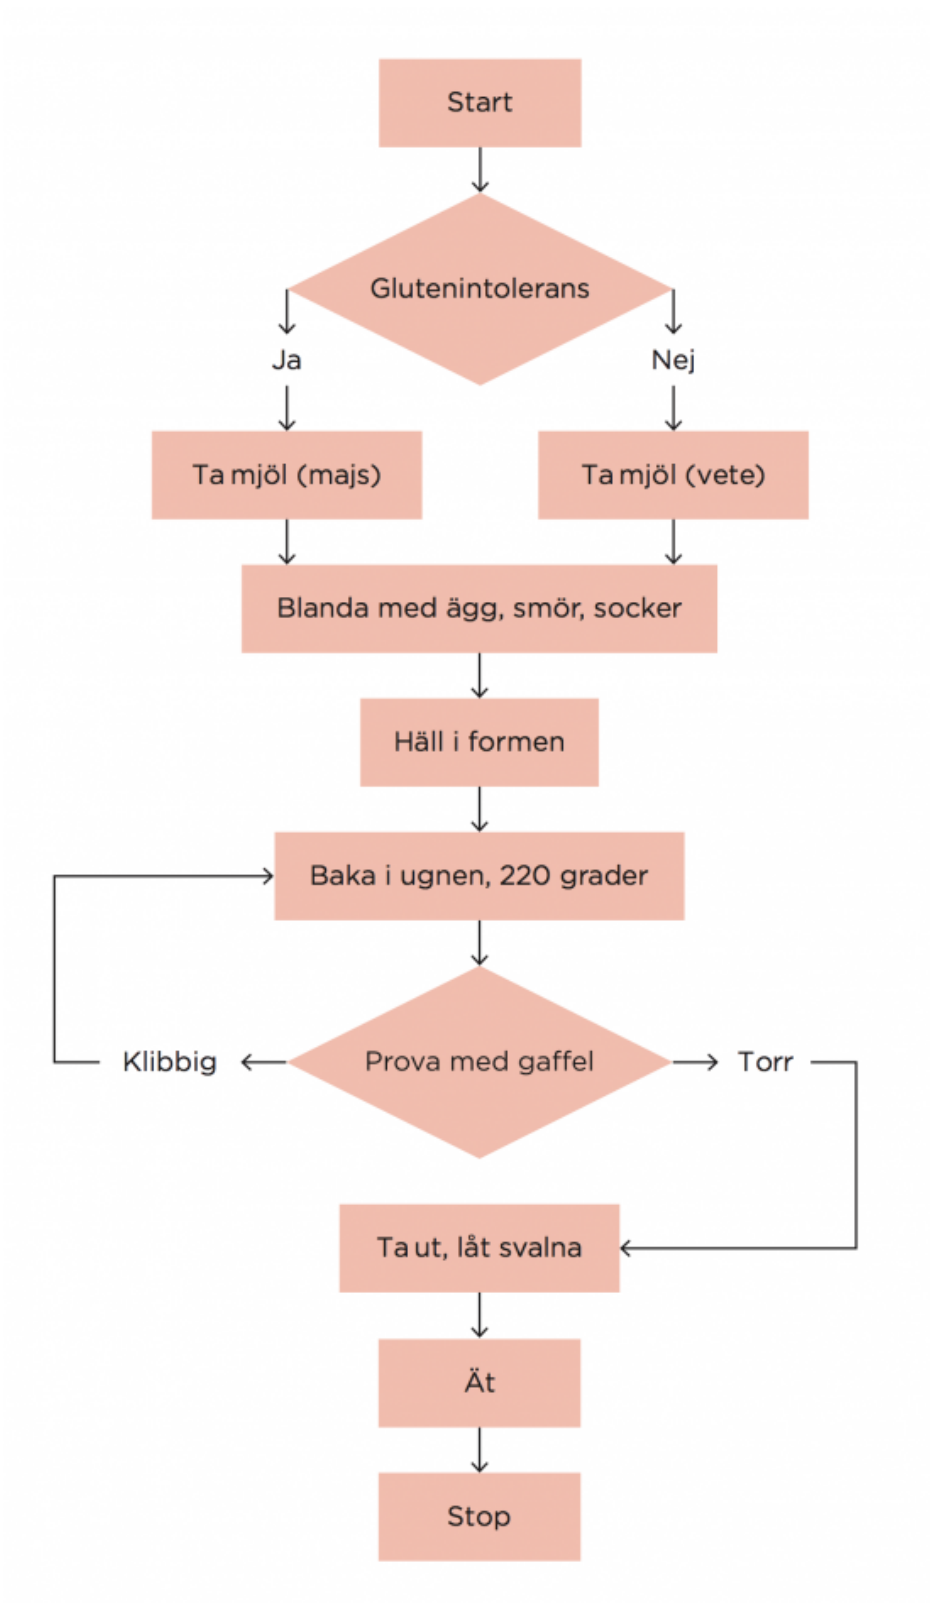 Start
Glutenintolerans
Ja
Nej
Ta mjöl (majs)
Ta mjöl (vete)
Blanda med ägg, smör, socker
Häll i formen
Baka i ugnen, 220 grader
Klibbig
Prova med gaffel
Torr
Ta ut, låt svalna
Ät
Stop